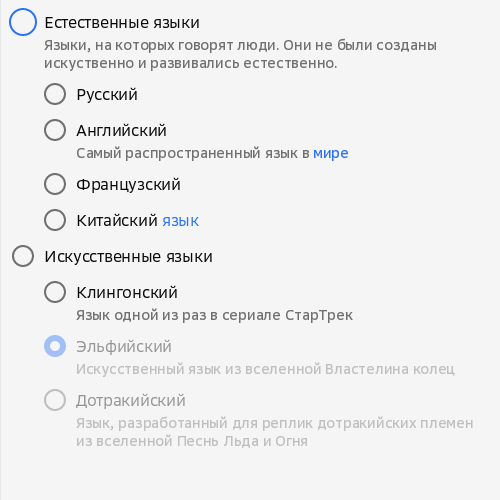 Естественные языки
Языки, на которых говорят люди. Они не были созданы
искуственно и развивались естественно.
Русский
Английский
Самый распространенный язык в мире
Французский
Китайский язык
Искусственные языки
Клингонский
Язык одной из раз в сериале СтарТрек
Эльфийский
Искусственный язык из вселенной Властелина колец
Дотракийский
Язык, разработанный для реплик дотракийских племен
из вселенной Песнь Льда и Огня